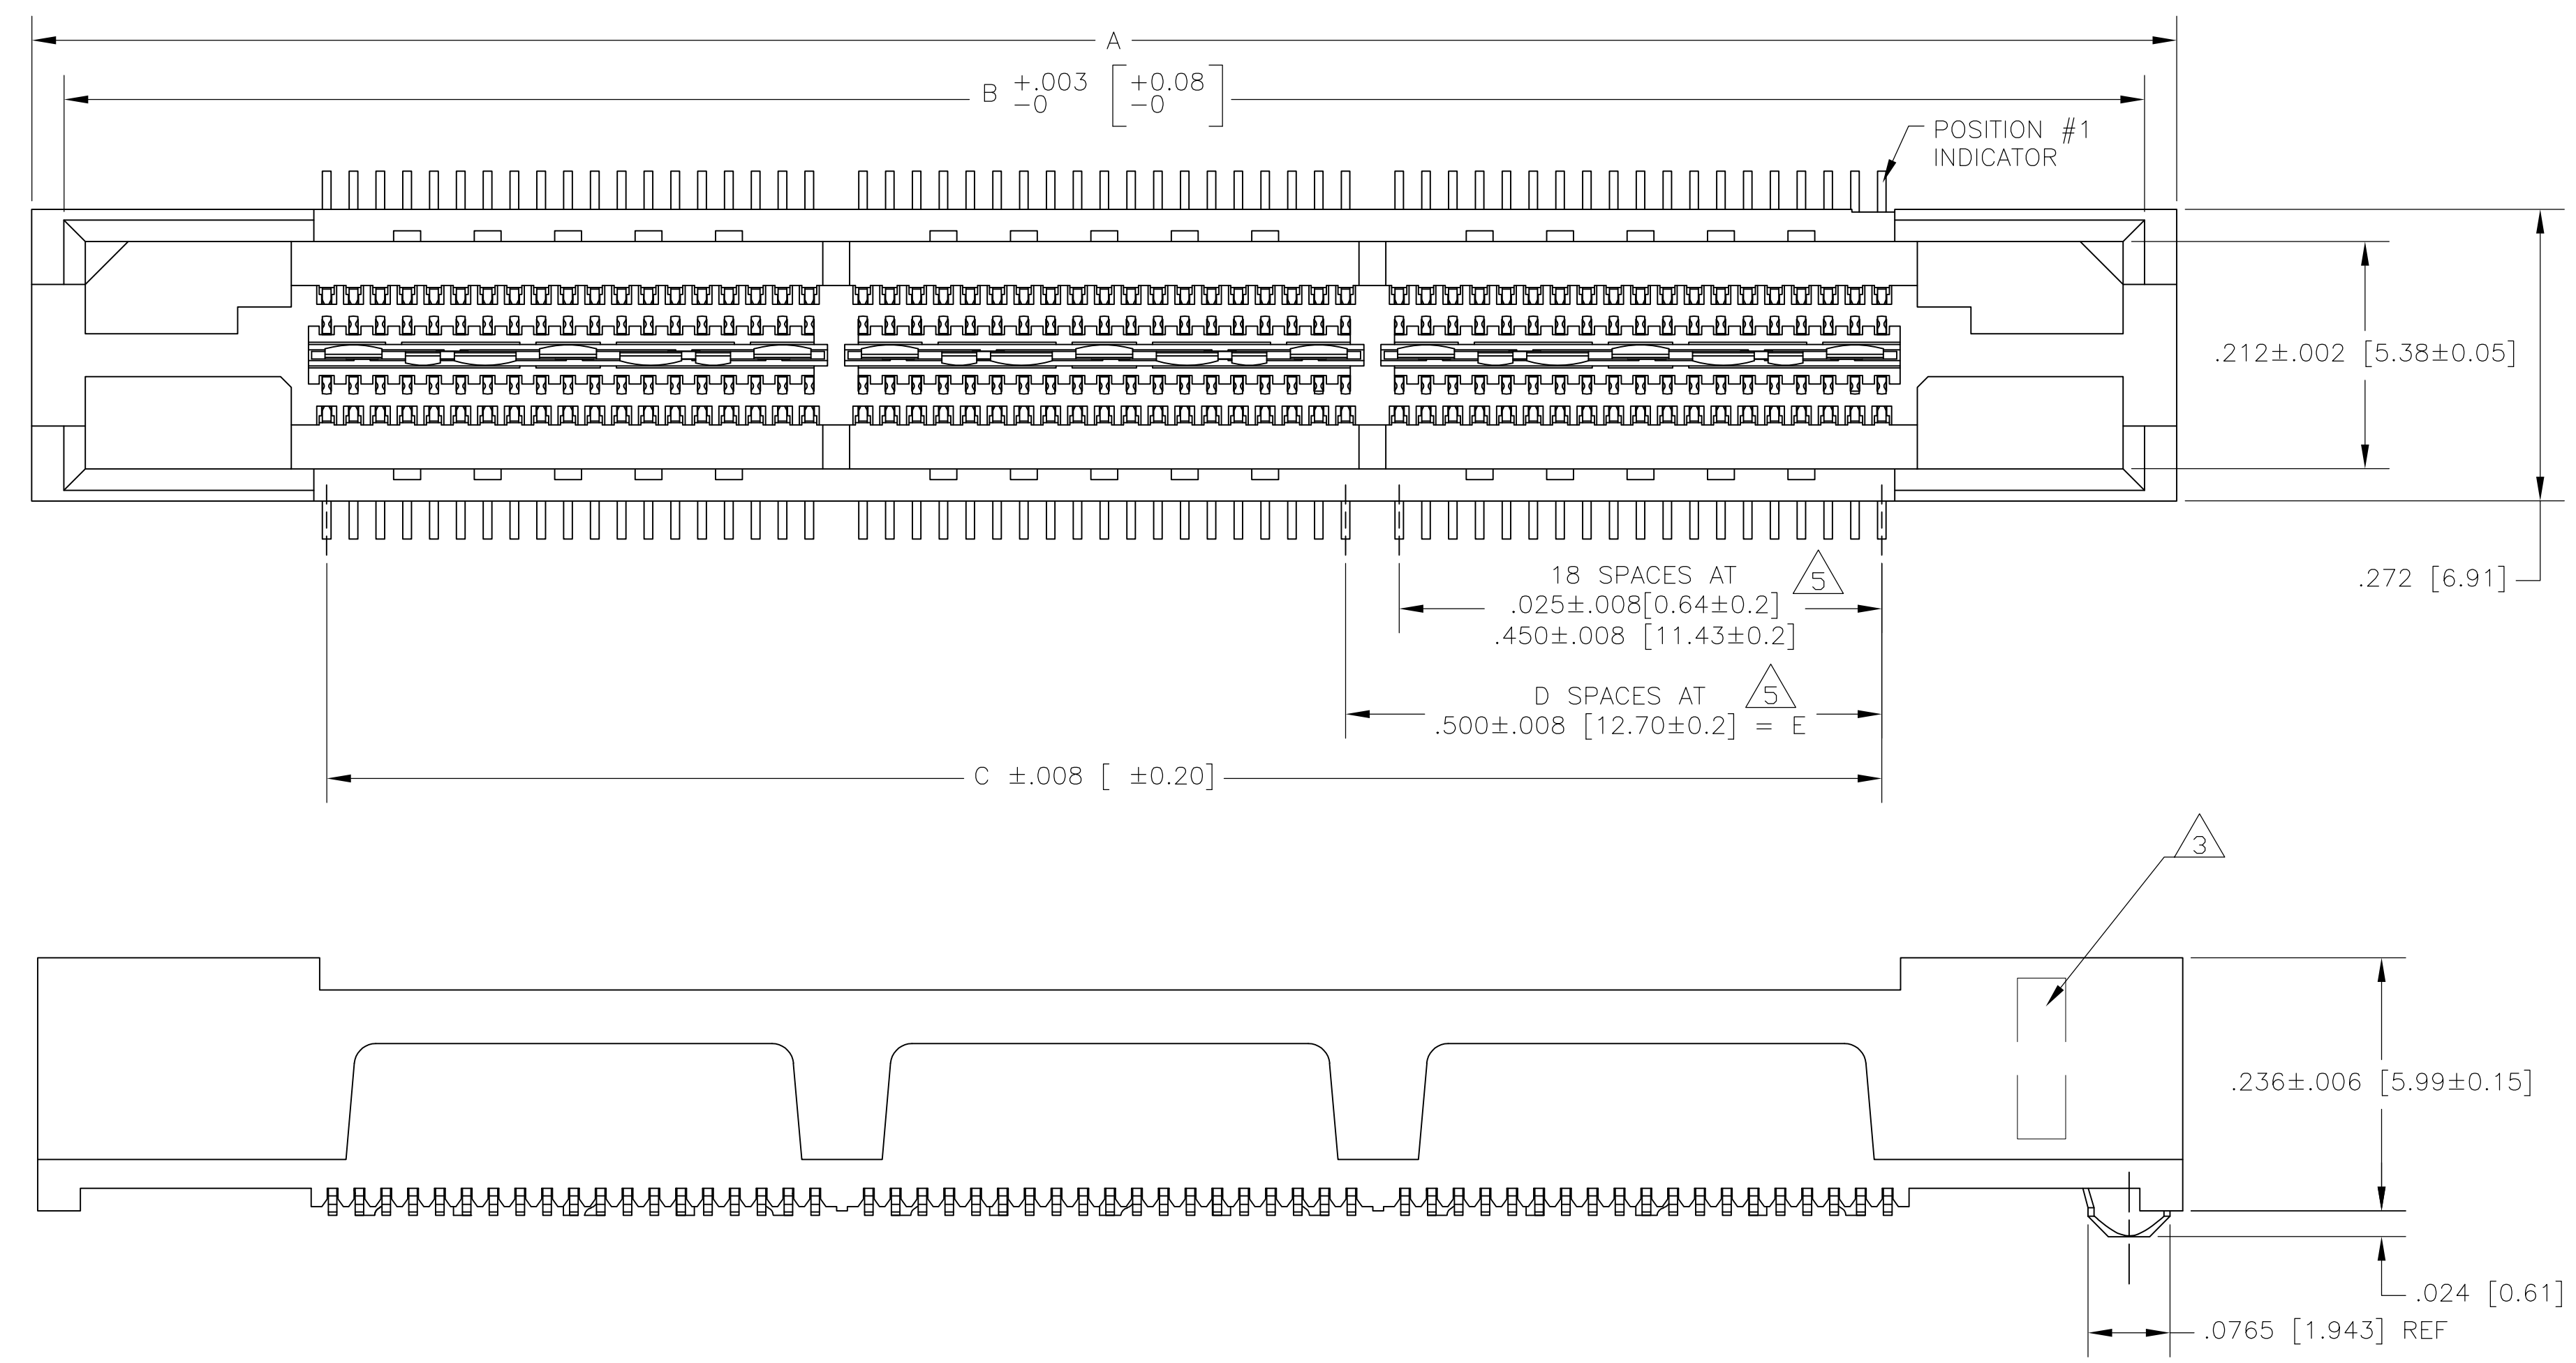 A
B +.003 [+0.08]
-0 [-0]
POSITION #1
INDICATOR
.212±.002 [5.38±0.05]
.272 [6.91]
18 SPACES AT 5
.025±.008[0.64±0.2]
.450±.008 [11.43±0.2]
D SPACES AT 5
.500±.008 [12.70±0.2] = E
C ±.008 [ ±0.20]
3
.236±.006 [5.99±0.15]
.024 [0.61]
.0765 [1.943] REF